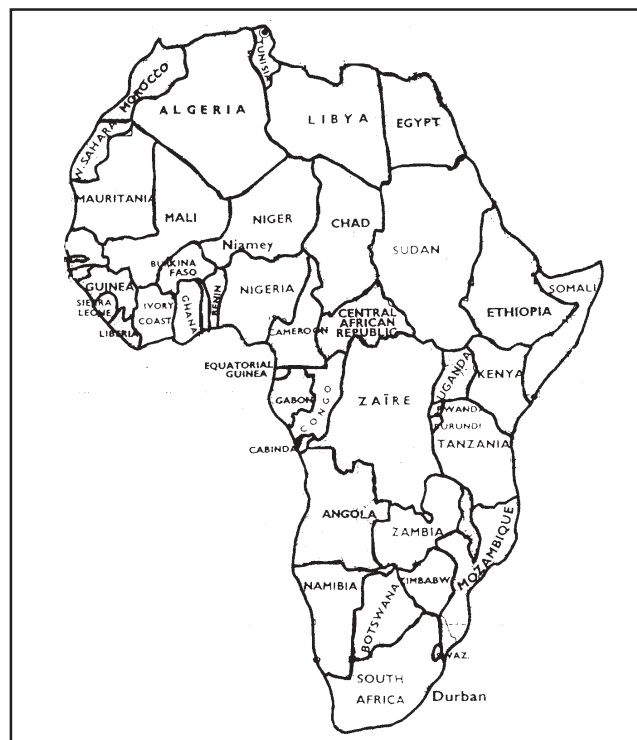 TUNISIA
MOROCCO
ALGERIA
LIBYA
EGYPT
W. SAHARA
MAURITANIA
MALI
NIGER
CHAD
Niamey
SUDAN
BURKINA
FASO
SOMALI
GUINEA
NIGERIA
BENIN
SIERRA
LEONE
IVORY
COAST
GHANA
ETHIOPIA
LIBERIA
CENTRAL
AFRICAN
REPUBLIC
CAMEROON
EQUATORIAL
GUINEA
UGANDA
KENYA
GABON
CONGO
ZAÏRE
RWANDA
BURUNDI
TANZANIA
CABINDA
ANGOLA
ZAMBIA
MOZAMBIQUE
NAMIBIA
ZIMBABW
BOTSWANA
SWAZ.
SOUTH
AFRICA
Durban